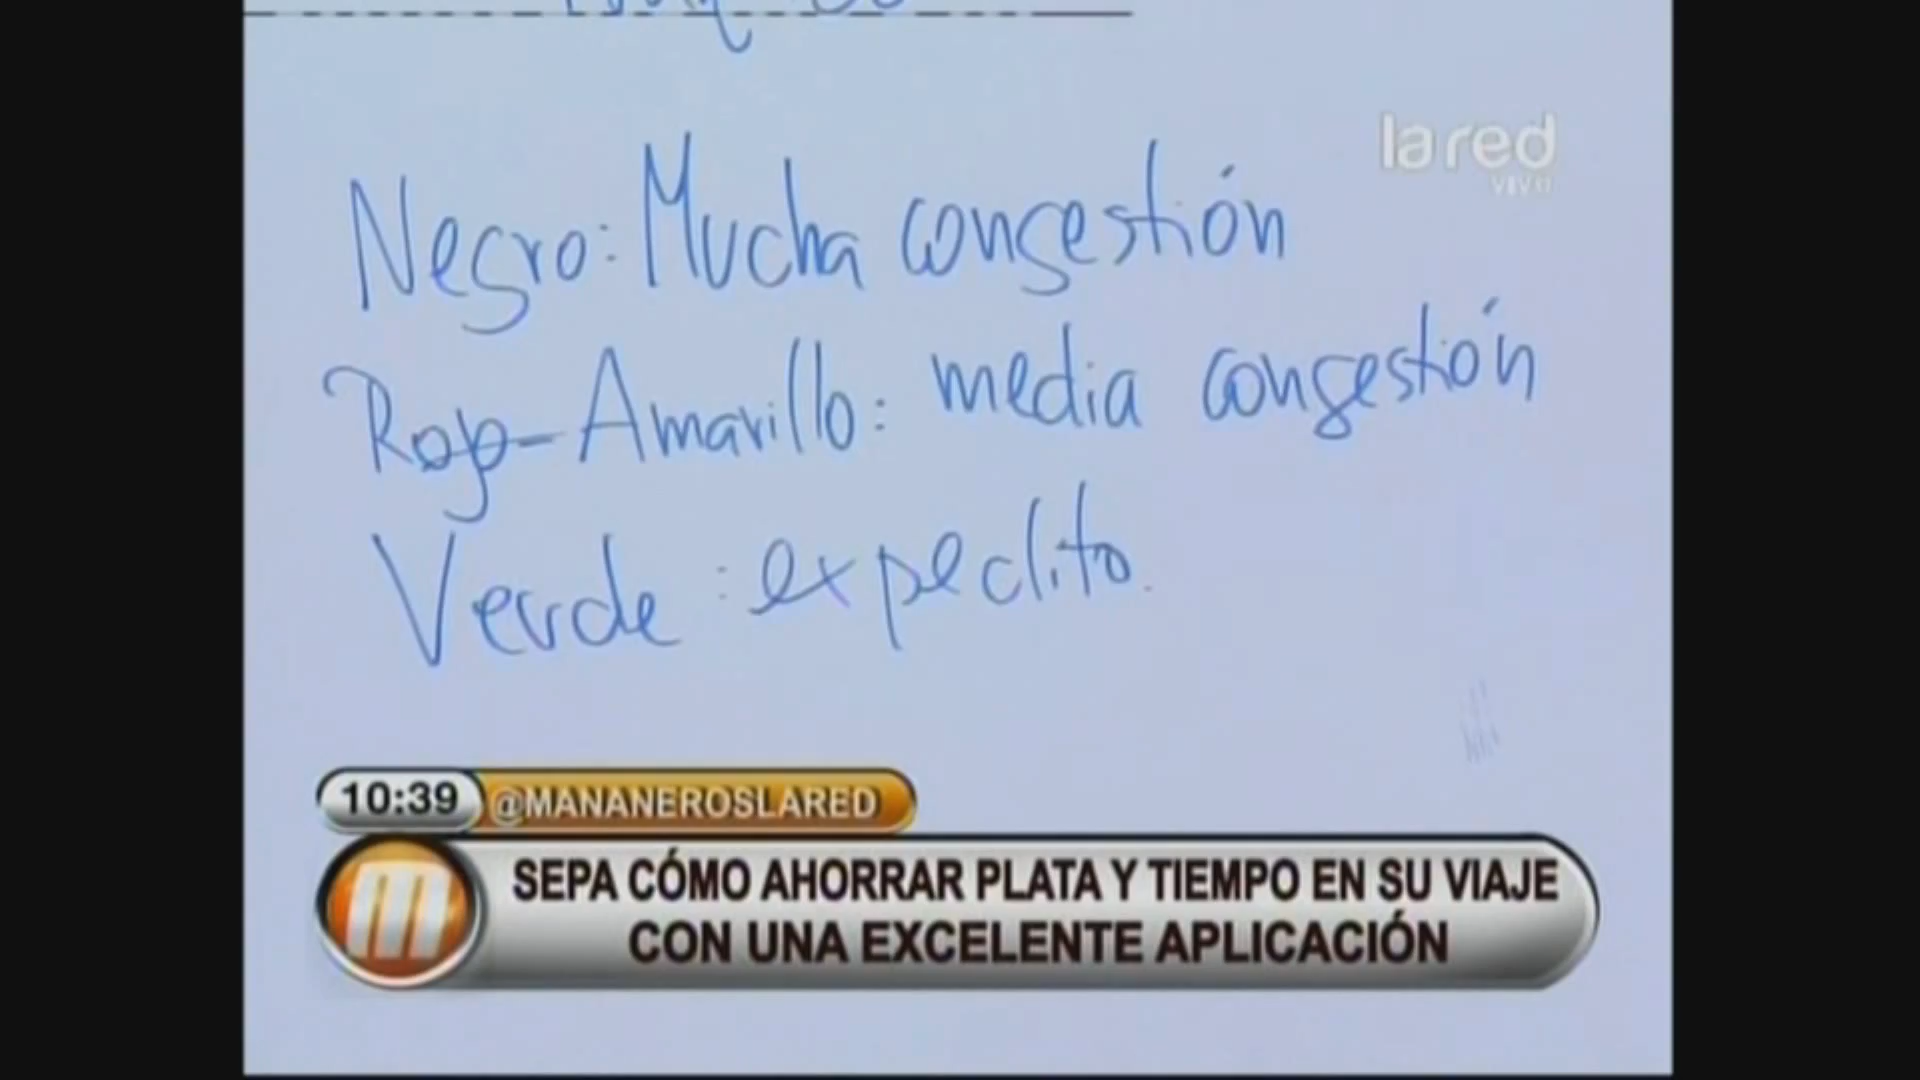 la red
VIVO
Negro: Mucha congestión
Rojo-Amarillo: media congestión
Verde: expedito.
10:39 @MANANEROSLARED
m
SEPA CÓMO AHORRAR PLATA Y TIEMPO EN SU VIAJE
CON UNA EXCELENTE APLICACIÓN